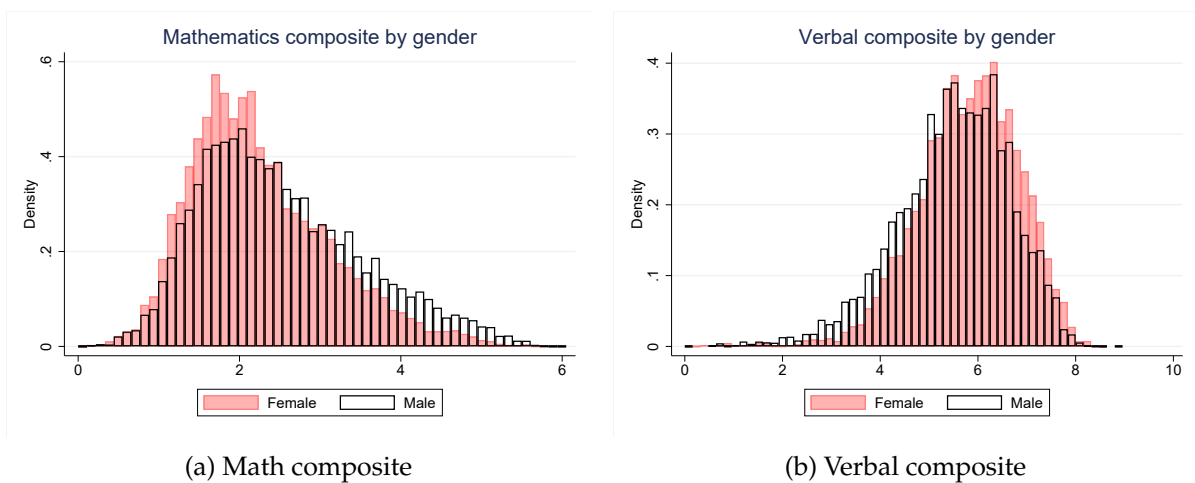 Mathematics composite by gender
.6
.4
.2
0
Density
0 2 4 6
Female Male
(a) Math composite
Verbal composite by gender
.4
.3
.2
.1
0
Density
0 2 4 6 8 10
Female Male
(b) Verbal composite